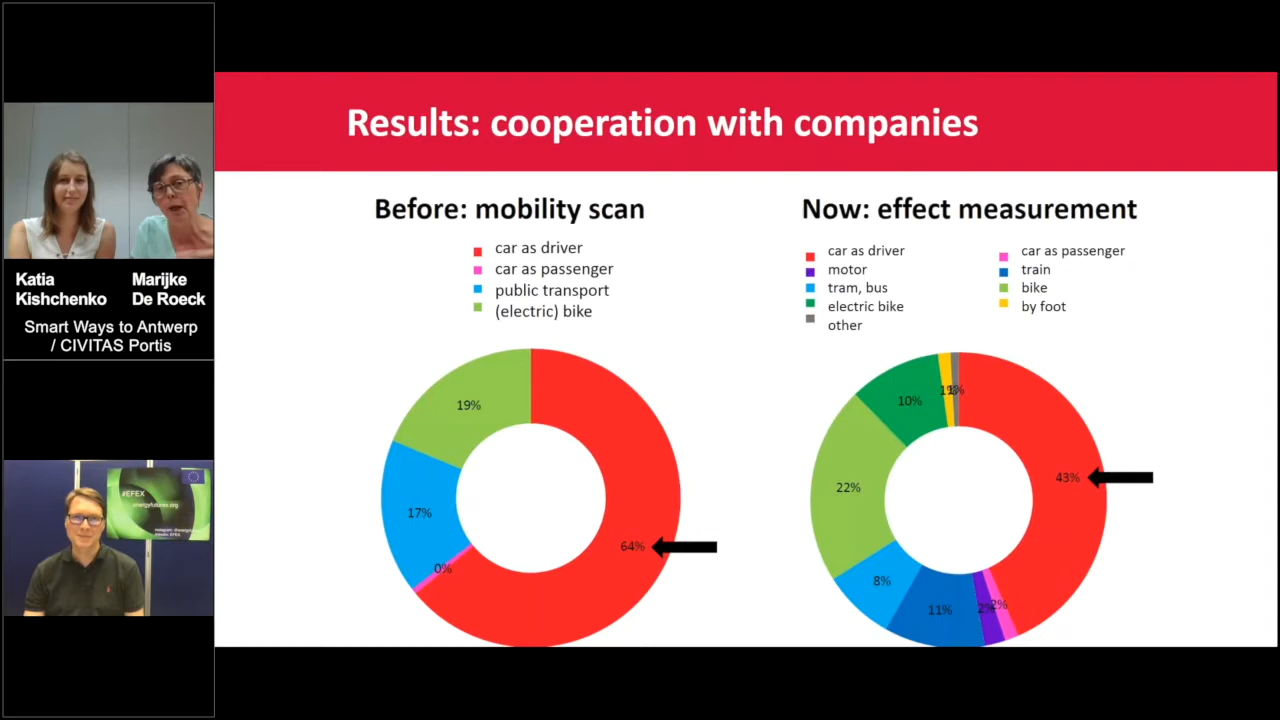 Results: cooperation with companies
Before: mobility scan
car as driver
car as passenger
public transport
(electric) bike
19%
17%
0%
64%
Now: effect measurement
car as driver
motor
tram, bus
electric bike
other
car as passenger
train
bike
by foot
10%
1%
1%
43%
22%
8%
11%
2%
2%
Katia
Kishchenko
Marijke
De Roeck
Smart Ways to Antwerp
/ CIVITAS Portis
#EFEX
energyfutures.org